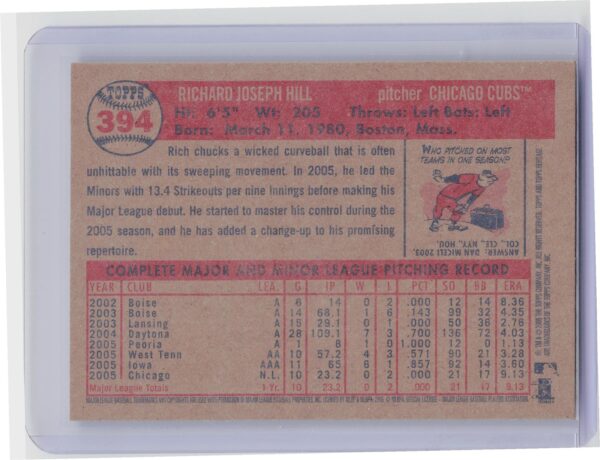 TOPPS
394
RICHARD JOSEPH HILL pitcher CHICAGO CUBS™
Ht: 6'5" Wt: 205 Throws: Left Bats: Left
Born: March 11, 1980, Boston, Mass.
Rich chucks a wicked curveball that is often
unhittable with its sweeping movement. In 2005, he led the
Minors with 13.4 Strikeouts per nine Innings before making his
Major League debut. He started to master his control during the
2005 season, and he has added a change-up to his promising
repertoire.
WHO PITCHED ON MOST
TEAMS IN ONE SEASON?
ANSWER: DAN MICELI 2003,
COL., CLE., NYY., HOU.
COMPLETE MAJOR AND MINOR LEAGUE PITCHING RECORD
YEAR CLUB LEA. G IP W L PCT SO BB ERA
2002 Boise A 6 14 0 2 .000 12 14 8.36
2003 Boise A 14 68.1 1 6 .143 99 32 4.35
2003 Lansing A 15 0 1 .000 50 36 2.76
2004 Daytona A 28 109.1 7 3 .700 136 72 4.03
2005 Peoria A 1 1.000 12 0 1.13
2005 West Tenn AA 10 57.2 4 3 .571 90 21 3.28
2005 Iowa AAA 11 65 6 1 .857 92 14 3.60
2005 Chicago N.L. 10 23.2 0 2 .000 21 17 9.13
Major League Totals 1 Yr. 10 23.2 0 2 .000 21 17 9.13